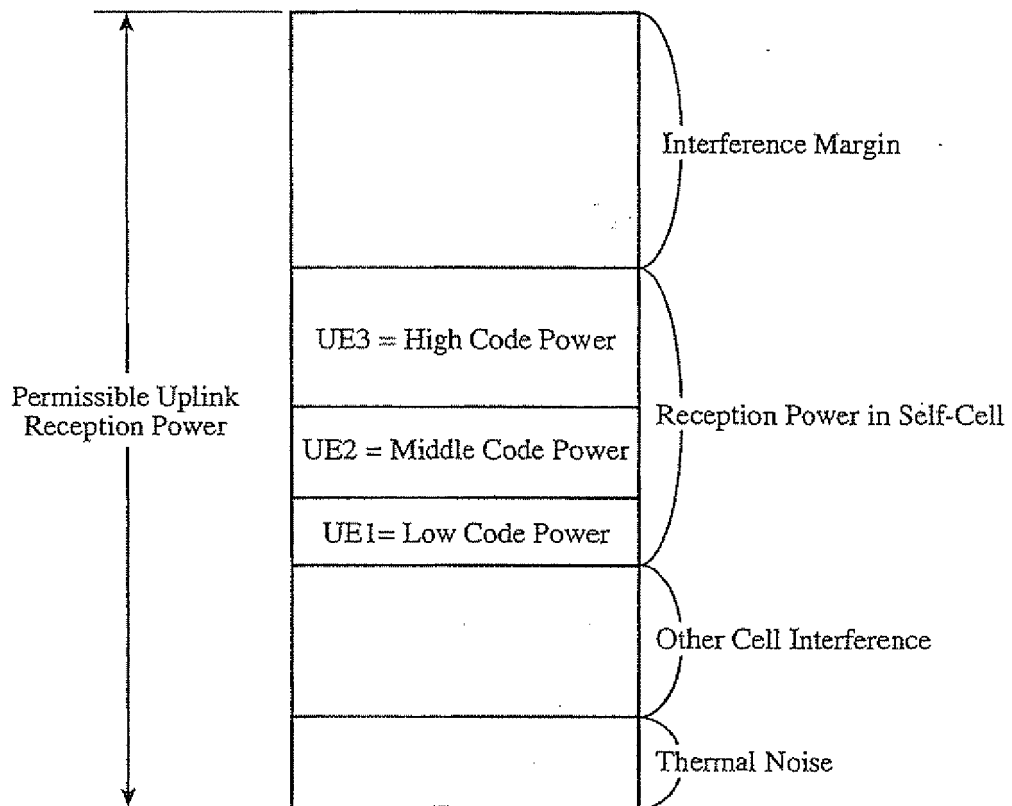 Interference Margin
UE3 = High Code Power
Permissible Uplink
Reception Power
Reception Power in Self-Cell
UE2 = Middle Code Power
UE1= Low Code Power
Other Cell Interference
Thermal Noise